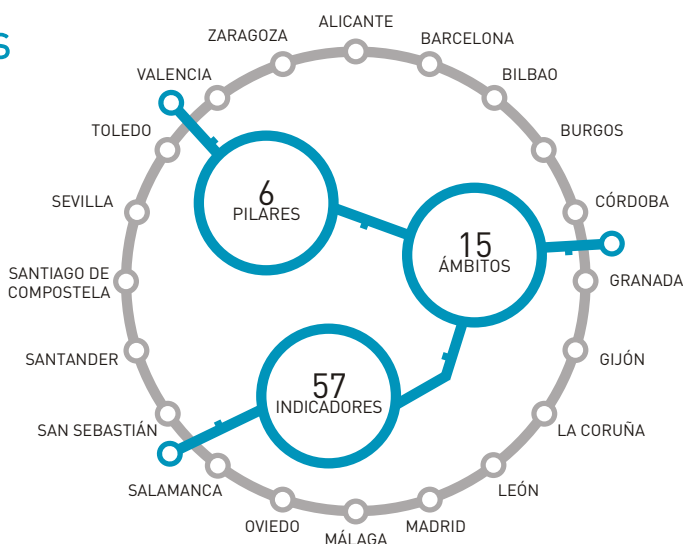 S
ALICANTE
ZARAGOZA
BARCELONA
VALENCIA
BILBAO
TOLEDO
BURGOS
6
PILARES
SEVILLA
CÓRDOBA
15
ÁMBITOS
SANTIAGO DE
COMPOSTELA
GRANADA
SANTANDER
GIJÓN
57
INDICADORES
SAN SEBASTIÁN
LA CORUÑA
SALAMANCA
LEÓN
OVIEDO
MADRID
MÁLAGA